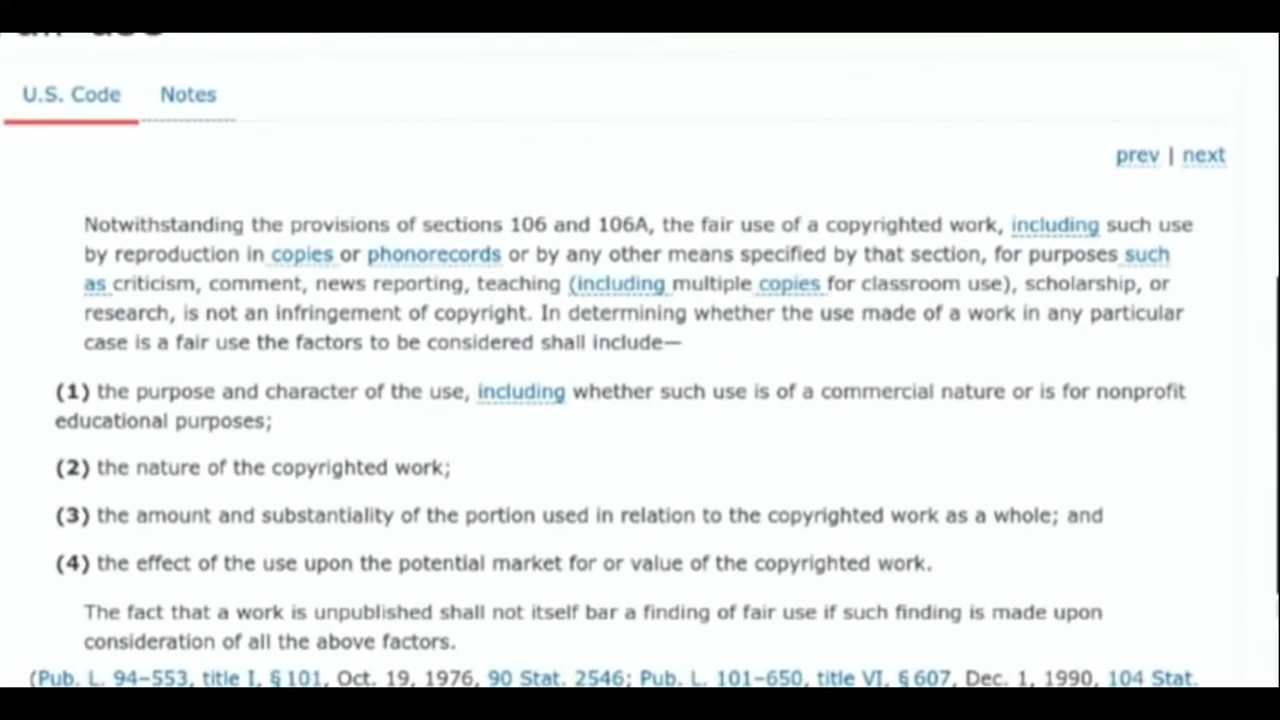 U.S. Code Notes
prev | next
Notwithstanding the provisions of sections 106 and 106A, the fair use of a copyrighted work, including such use
by reproduction in copies or phonorecords or by any other means specified by that section, for purposes such
as criticism, comment, news reporting, teaching (including multiple copies for classroom use), scholarship, or
research, is not an infringement of copyright. In determining whether the use made of a work in any particular
case is a fair use the factors to be considered shall include—
(1) the purpose and character of the use, including whether such use is of a commercial nature or is for nonprofit
educational purposes;
(2) the nature of the copyrighted work;
(3) the amount and substantiality of the portion used in relation to the copyrighted work as a whole; and
(4) the effect of the use upon the potential market for or value of the copyrighted work.
The fact that a work is unpublished shall not itself bar a finding of fair use if such finding is made upon
consideration of all the above factors.
(Pub. L. 94–553, title I, § 101, Oct. 19, 1976, 90 Stat. 2546; Pub. L. 101–650, title VI, § 607, Dec. 1, 1990, 104 Stat.